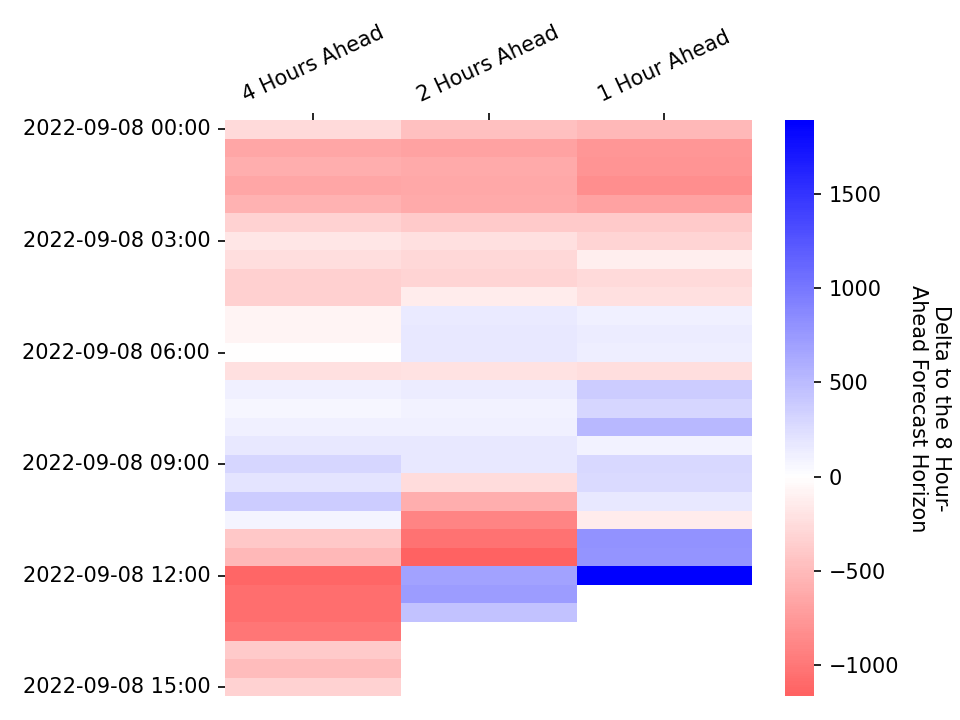 4 Hours Ahead
2 Hours Ahead
1 Hour Ahead
2022-09-08 00:00
2022-09-08 03:00
2022-09-08 06:00
2022-09-08 09:00
2022-09-08 12:00
2022-09-08 15:00
1500
1000
500
0
−500
−1000
Delta to the 8 Hour-
Ahead Forecast Horizon